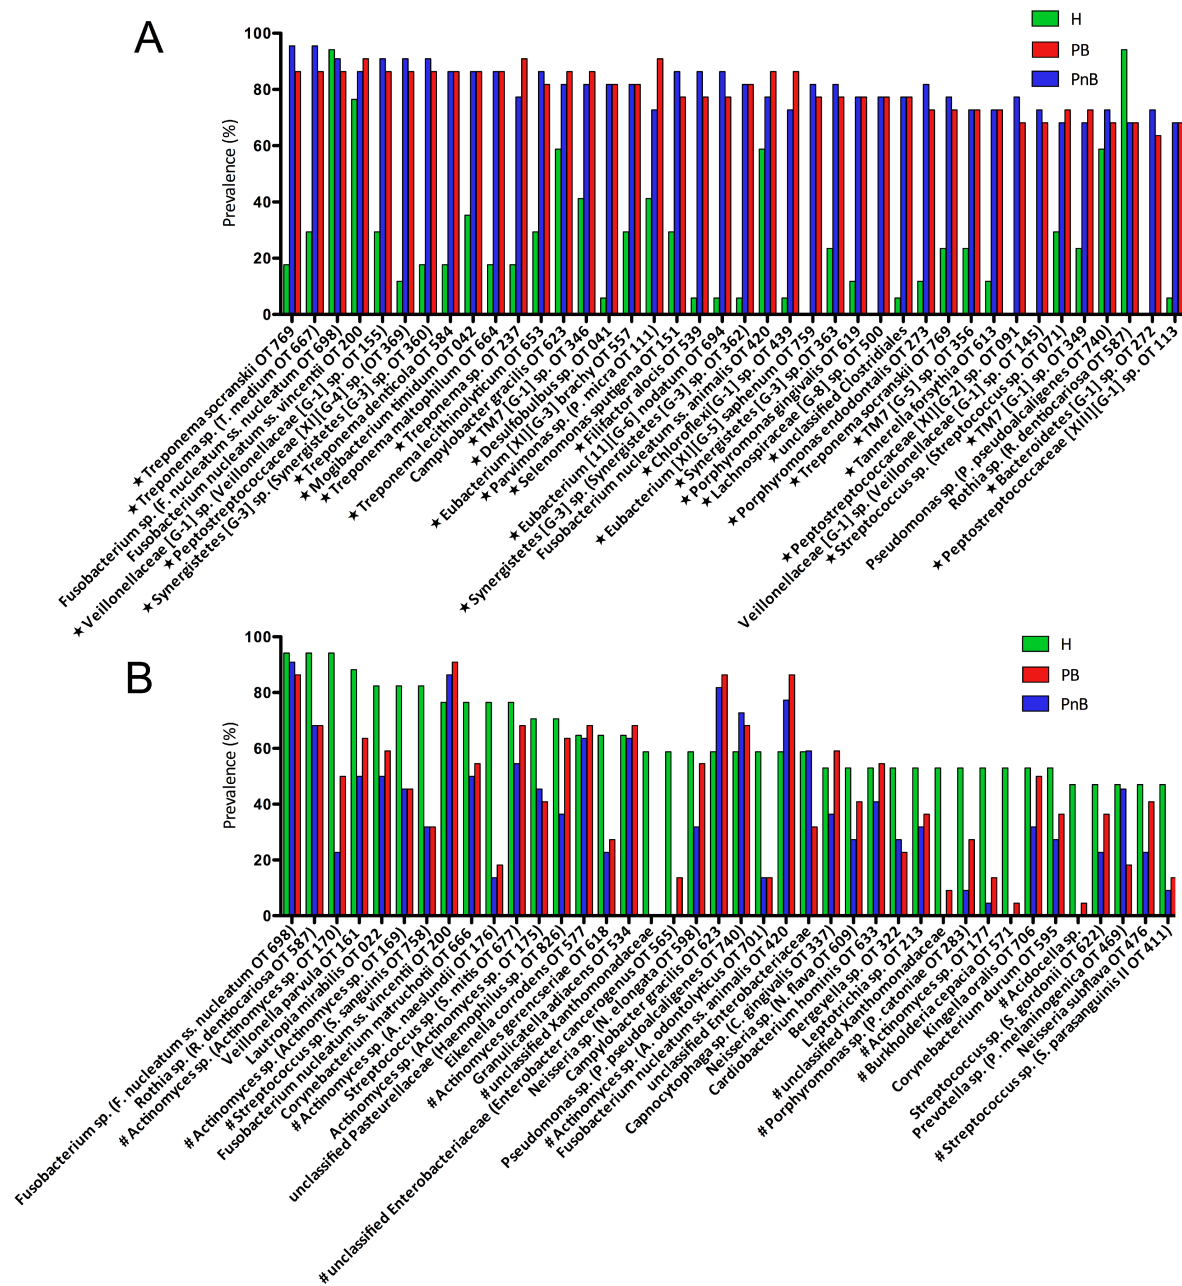 A
H
PB
PnB
Prevalence (%)
100
80
60
40
20
0
★ Treponema socranskii OT 769
★ Treponema sp. (T. medium OT 667)
Fusobacterium sp. (F. nucleatum ss. nucleatum OT 698)
Fusobacterium nucleatum ss. vincentii OT 200
★ Veillonellaceae [G-1] sp. (Veillonellaceae [G-1] sp. OT 155)
★ Peptostreptococcaceae [XI][G-4] sp. (OT 369)
★ Synergistetes [G-3] sp. (Synergistetes [G-3] sp. OT 360)
★ Treponema denticola OT 584
★ Mogibacterium timidum OT 042
★ Treponema maltophilum OT 664
★ Treponema sp. OT 237
★ Treponema lecithinolyticum OT 653
Campylobacter gracilis OT 623
★ TM7 [G-1] sp. OT 346
★ Desulfobulbus sp. OT 041
★ Eubacterium [XI][G-3] brachy OT 557
★ Parvimonas sp. (P. micra OT 111)
★ Selenomonas sputigena OT 151
★ Filifactor alocis OT 539
★ Eubacterium [11][G-6] nodatum OT 694
★ Synergistetes [G-3] sp. (Synergistetes [G-3] sp. OT 362)
Fusobacterium nucleatum ss. animalis OT 420
★ Chloroflexi [G-1] sp. OT 439
★ Eubacterium [XI][G-5] saphenum OT 759
★ Synergistetes [G-3] sp. OT 363
★ Porphyromonas gingivalis OT 619
★ Lachnospiraceae [G-8] sp. OT 500
★ unclassified Clostridiales
★ Porphyromonas endodontalis OT 273
★ Treponema socranskii OT 769
★ TM7 [G-5] sp. OT 356
★ Tannerella forsythia OT 613
★ Peptostreptococcaceae [XI][G-2] sp. OT 091
Veillonellaceae [G-1] sp. (Veillonellaceae [G-1] sp. OT 145)
★ Streptococcus sp. (Streptococcus sp. OT 071)
★ TM7 [G-1] sp. OT 349
Pseudomonas sp. (P. pseudoalcaligenes OT 740)
Rothia sp. (R. dentocariosa OT 587)
★ Bacteroidetes [G-2] sp. OT 272
★ Peptostreptococcaceae [XIII][G-1] sp. OT 113
B
H
PB
PnB
Prevalence (%)
100
80
60
40
20
0
Fusobacterium sp. (F. nucleatum ss. nucleatum OT 698)
Rothia sp. (R. dentocariosa OT 587)
# Actinomyces sp. (Actinomyces sp. OT 170)
Veillonella parvula OT 161
Lautropia mirabilis OT 022
# Actinomyces sp. (Actinomyces sp. OT 169)
# Streptococcus sp. (S. sanguinis OT 758)
Fusobacterium nucleatum ss. vincentii OT 200
Corynebacterium matruchotii OT 666
# Actinomyces sp. (A. naeslundii OT 176)
Streptococcus sp. (S. mitis OT 677)
Actinomyces sp. (Actinomyces sp. OT 175)
unclassified Pasteurellaceae (Haemophilus sp. OT 826)
Eikenella corrodens OT 577
# Actinomyces gerencseriae OT 618
Granulicatella adiacens OT 534
# unclassified Xanthomonadaceae
# unclassified Enterobacteriaceae (Enterobacter cancerogenus OT 565)
Neisseria sp. (N. elongata OT 598)
Campylobacter gracilis OT 623
Pseudomonas sp. (P. pseudoalcaligenes OT 740)
# Actinomyces sp. (A. odontolyticus OT 701)
Fusobacterium nucleatum ss. animalis OT 420
unclassified Enterobacteriaceae
Capnocytophaga sp. (C. gingivalis OT 337)
Neisseria sp. (N. flava OT 609)
Cardiobacterium hominis OT 633
Bergeyella sp. OT 322
Leptotrichia sp. OT 213
# unclassified Xanthomonadaceae
# Porphyromonas sp. (P. catoniae OT 283)
# Actinomyces sp. OT 177
# Burkholderia cepacia OT 571
Kingella oralis OT 706
Corynebacterium durum OT 595
# Acidocella sp.
Streptococcus sp. (S. gordonii OT 622)
Prevotella sp. (P. melaninogenica OT 469)
Neisseria subflava OT 476
# Streptococcus sp. (S. parasanguinis II OT 411)